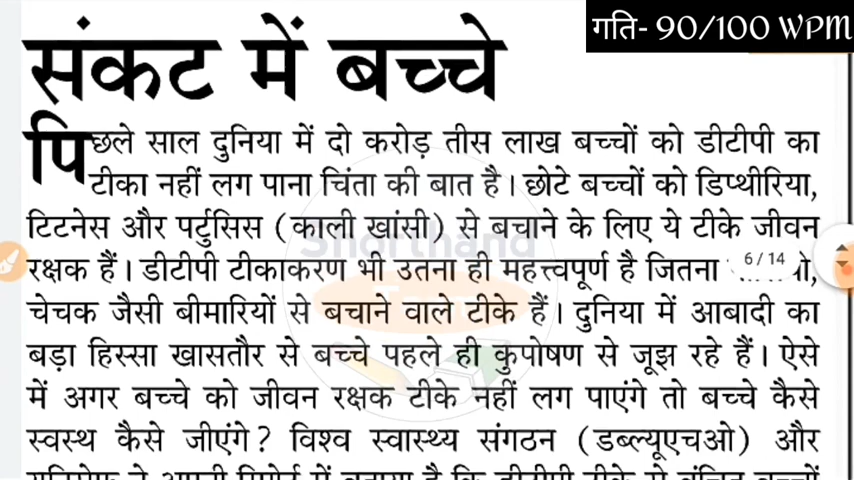 गति- 90/100 WPM
संकट में बच्चे
पिछले साल दुनिया में दो करोड़ तीस लाख बच्चों को डीटीपी का
टीका नहीं लग पाना चिंता की बात है। छोटे बच्चों को डिप्थीरिया,
टिटनेस और पर्टुसिस (काली खांसी) से बचाने के लिए ये टीके जीवन
रक्षक हैं। डीटीपी टीकाकरण भी उतना ही महत्त्वपूर्ण है जितना
6/14
चेचक जैसी बीमारियों से बचाने वाले टीके हैं। दुनिया में आबादी का
बड़ा हिस्सा खासतौर से बच्चे पहले ही कुपोषण से जूझ रहे हैं। ऐसे
में अगर बच्चे को जीवन रक्षक टीके नहीं लग पाएंगे तो बच्चे कैसे
स्वस्थ कैसे जीएंगे? विश्व स्वास्थ्य संगठन (डब्ल्यूएचओ) और
Shorthand